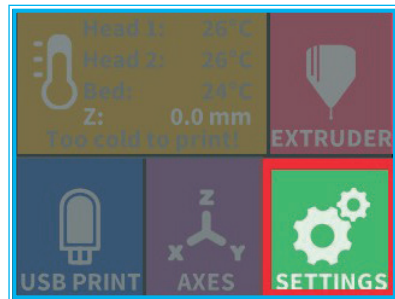 Head 1: 26°C
Head 2: 26°C
Bed: 24°C
Z: 0.0 mm
Too cold to print!
EXTRUDER
USB PRINT
Z
X Y
AXES
SETTINGS